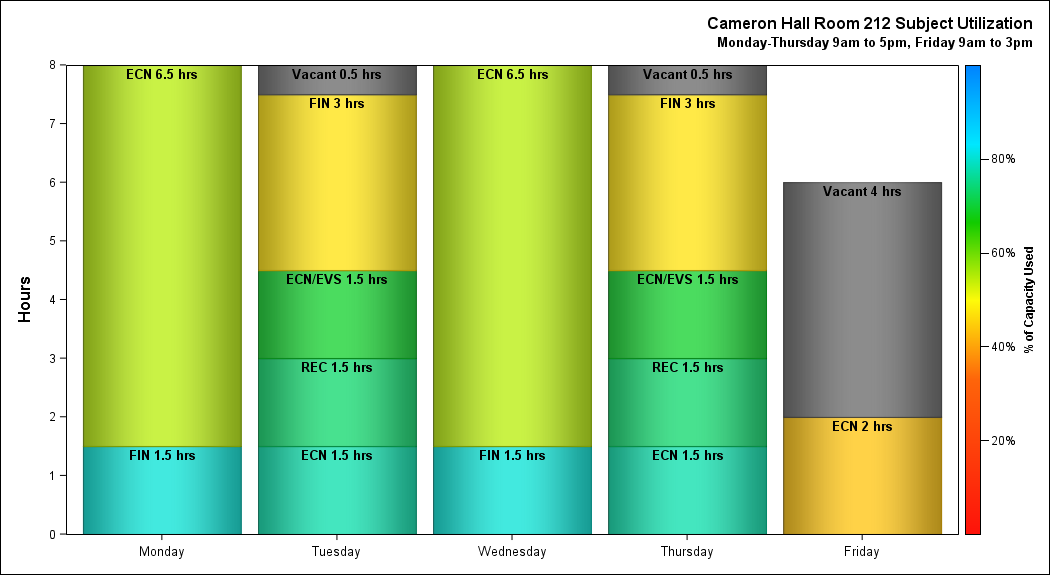 Cameron Hall Room 212 Subject Utilization
Monday-Thursday 9am to 5pm, Friday 9am to 3pm
Hours
8
7
6
5
4
3
2
1
0
ECN 6.5 hrs
FIN 1.5 hrs
Monday
Vacant 0.5 hrs
FIN 3 hrs
ECN/EVS 1.5 hrs
REC 1.5 hrs
ECN 1.5 hrs
Tuesday
ECN 6.5 hrs
FIN 1.5 hrs
Wednesday
Vacant 0.5 hrs
FIN 3 hrs
ECN/EVS 1.5 hrs
REC 1.5 hrs
ECN 1.5 hrs
Thursday
Vacant 4 hrs
ECN 2 hrs
Friday
80%
60%
40%
20%
% of Capacity Used